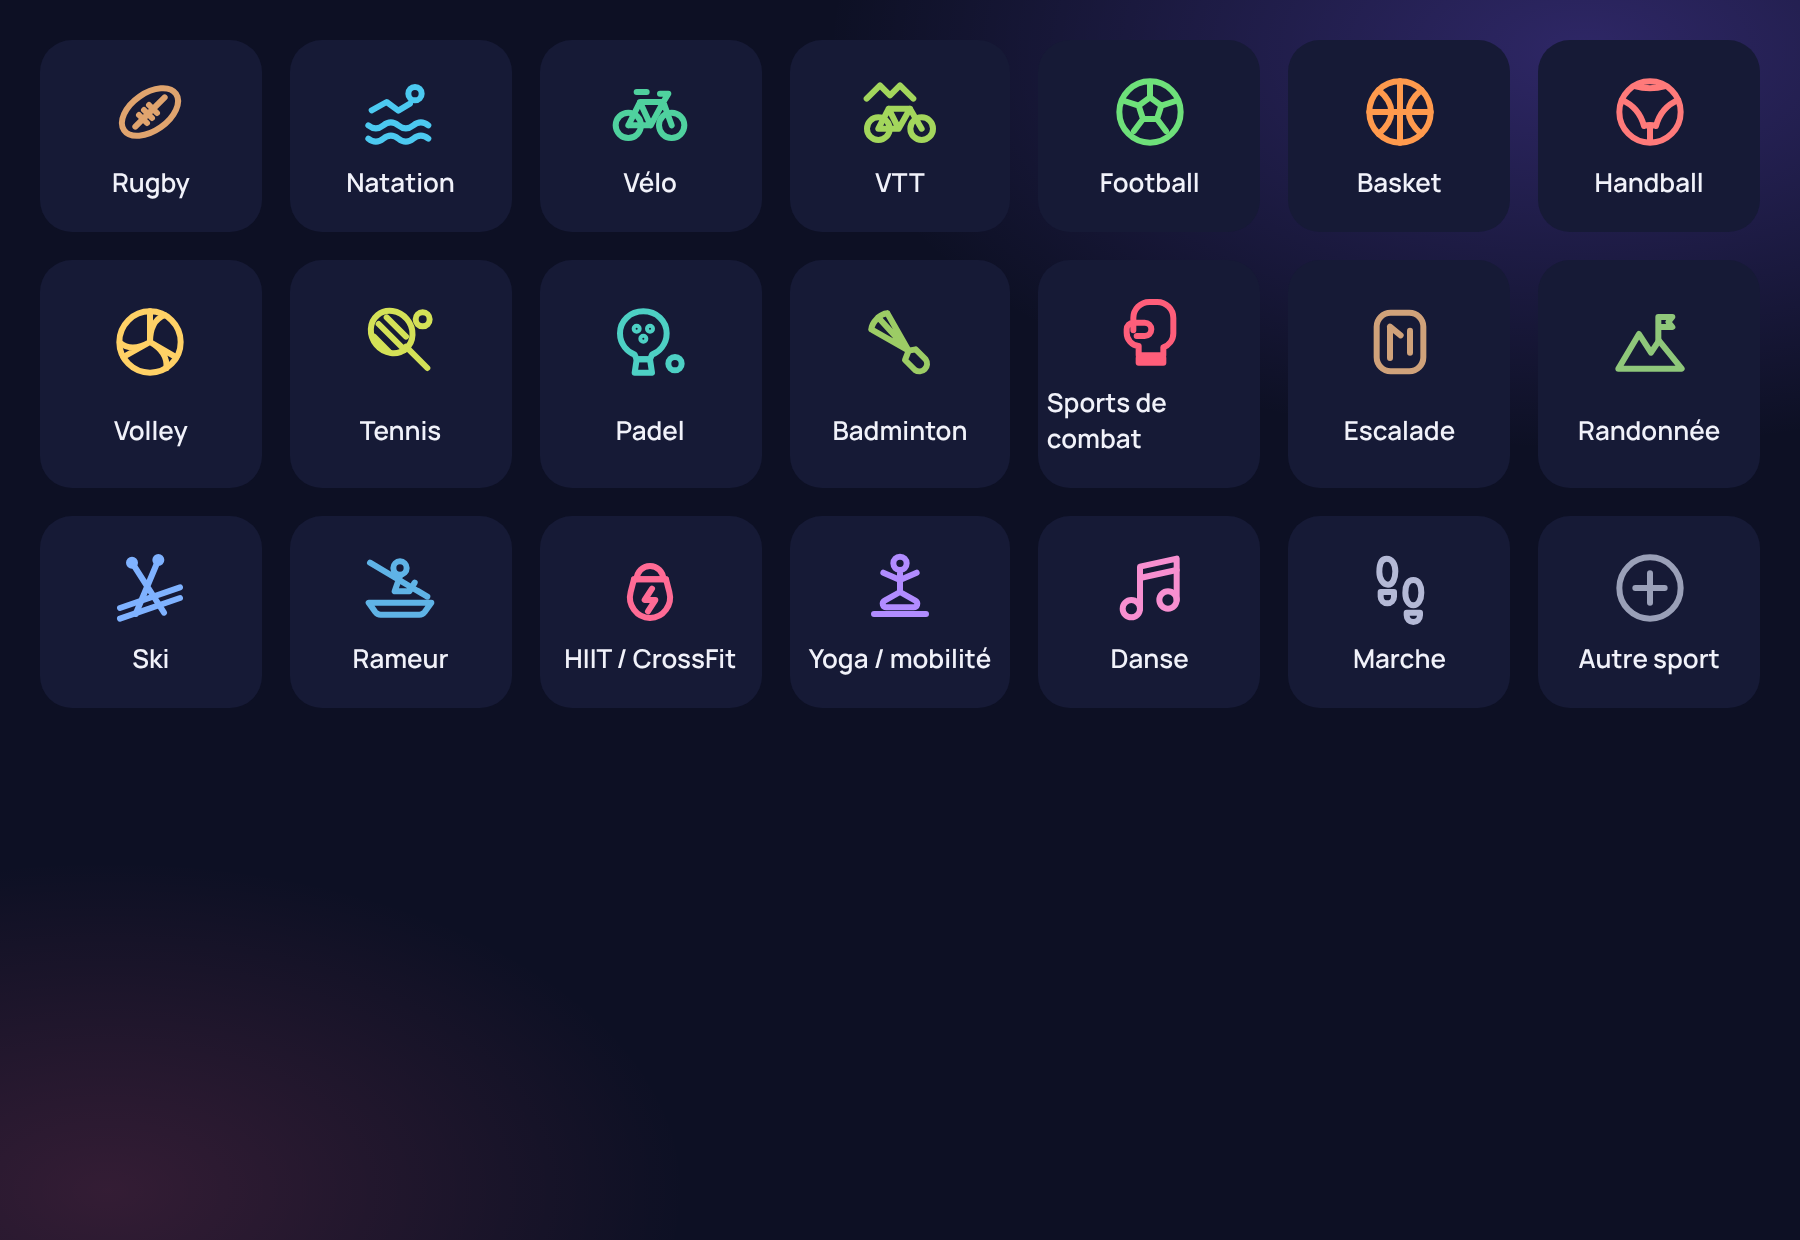 Rugby
Natation
Vélo
VTT
Football
Basket
Handball
Volley
Tennis
Padel
Badminton
Sports de
combat
Escalade
Randonnée
Ski
Rameur
HIIT / CrossFit
Yoga / mobilité
Danse
Marche
Autre sport